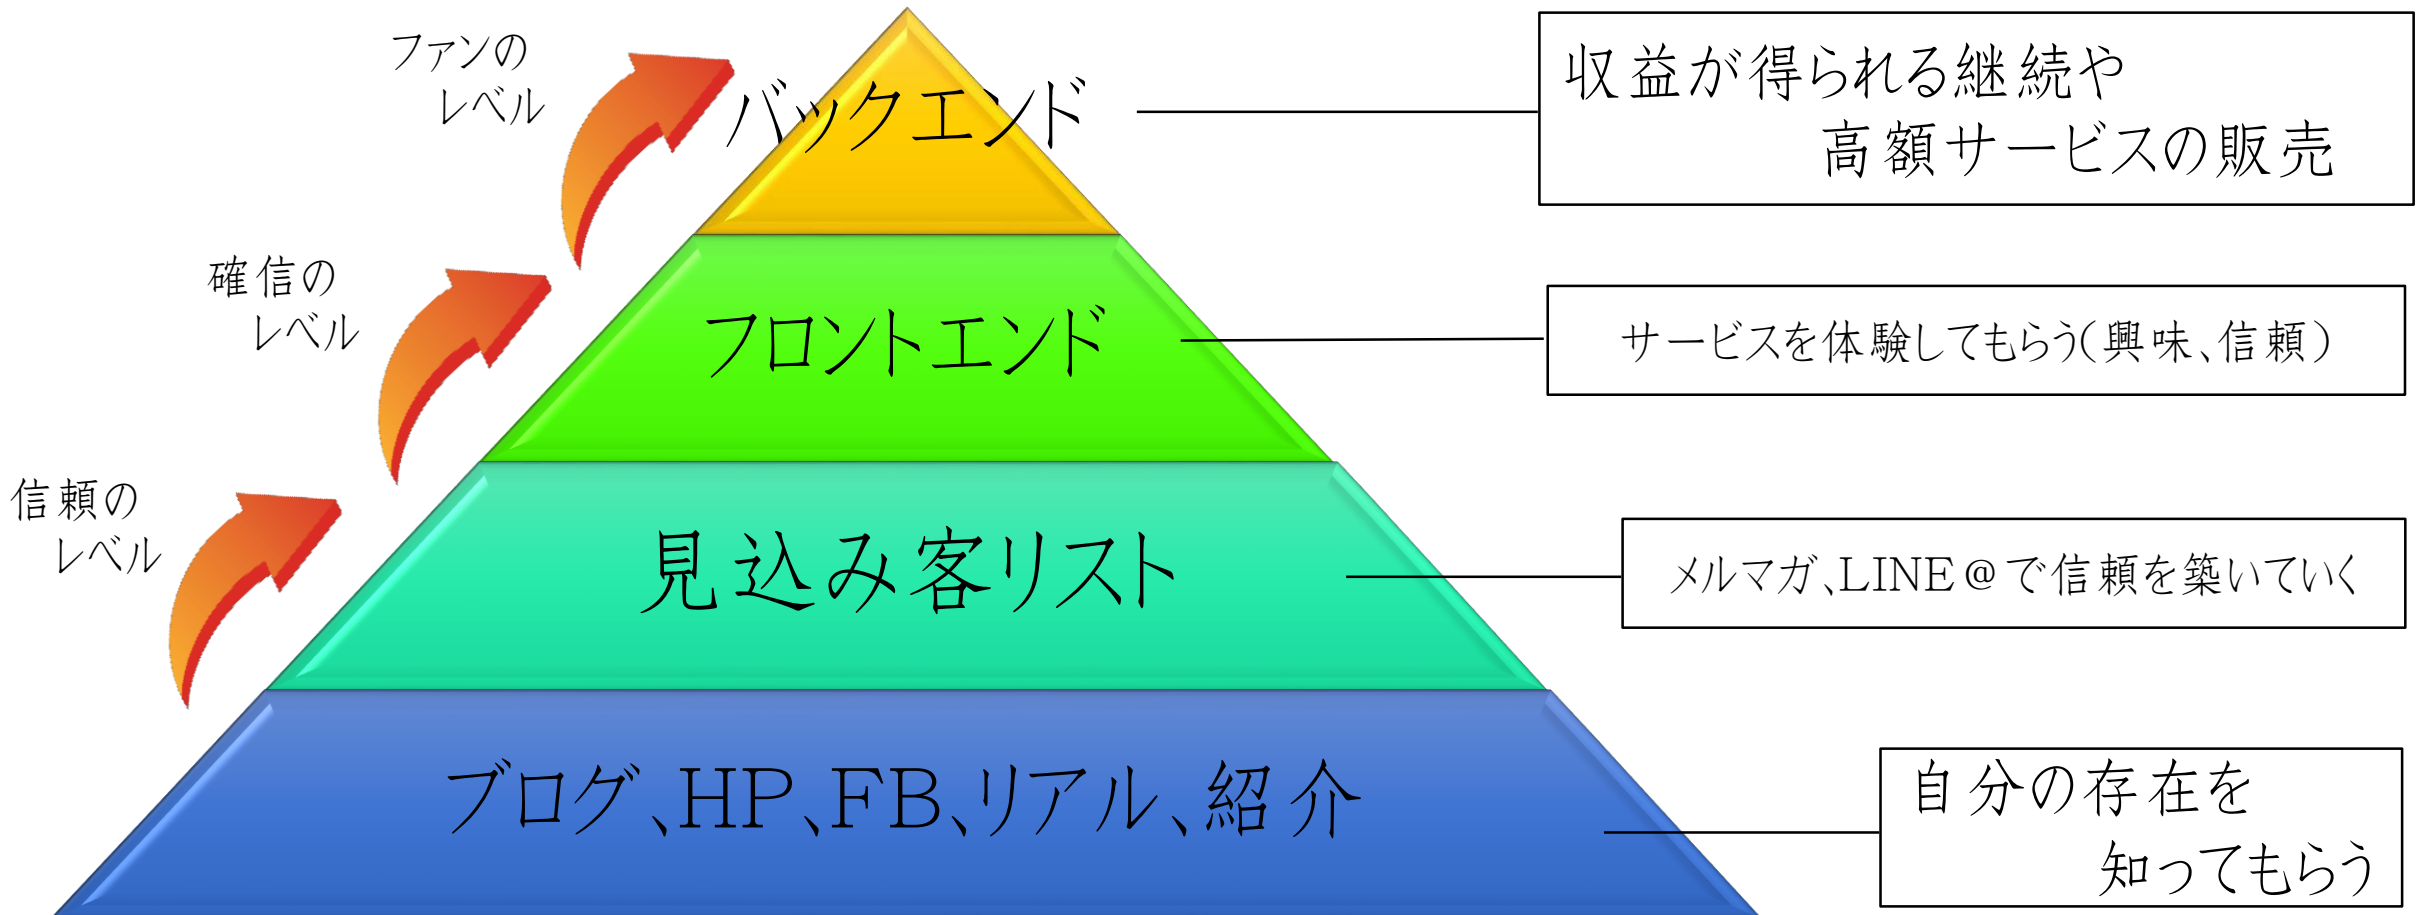 ファンの
レベル
バックエンド
収益が得られる継続や
高額サービスの販売
確信の
レベル
フロントエンド
サービスを体験してもらう(興味、信頼)
信頼の
レベル
見込み客リスト
メルマガ、LINE@で信頼を築いていく
ブログ、HP、FB、リアル、紹介
自分の存在を
知ってもらう